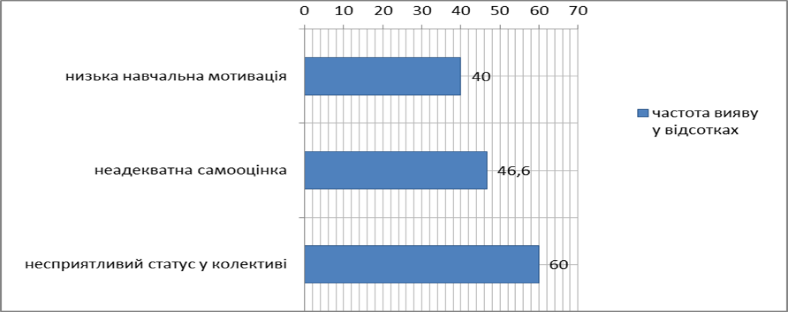 0 10 20 30 40 50 60 70
низька навчальна мотивація
40
неадекватна самооцінка
46,6
несприятливий статус у колективі
60
частота вияву
у відсотках